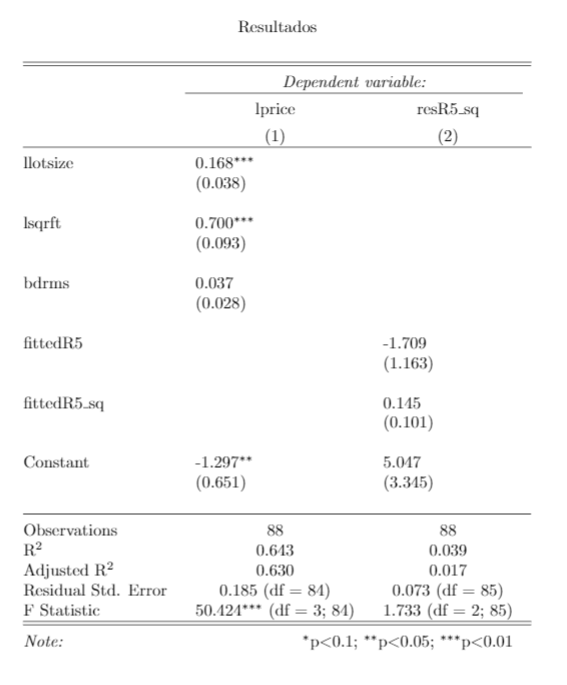 Resultados
Dependent variable:
lprice resR5_sq
(1) (2)
llotsize 0.168***
(0.038)
lsqrft 0.700***
(0.093)
bdrms 0.037
(0.028)
fittedR5 -1.709
(1.163)
fittedR5_sq 0.145
(0.101)
Constant -1.297** 5.047
(0.651) (3.345)
Observations 88 88
R² 0.643 0.039
Adjusted R² 0.630 0.017
Residual Std. Error 0.185 (df = 84) 0.073 (df = 85)
F Statistic 50.424*** (df = 3; 84) 1.733 (df = 2; 85)
Note: *p<0.1; **p<0.05; ***p<0.01